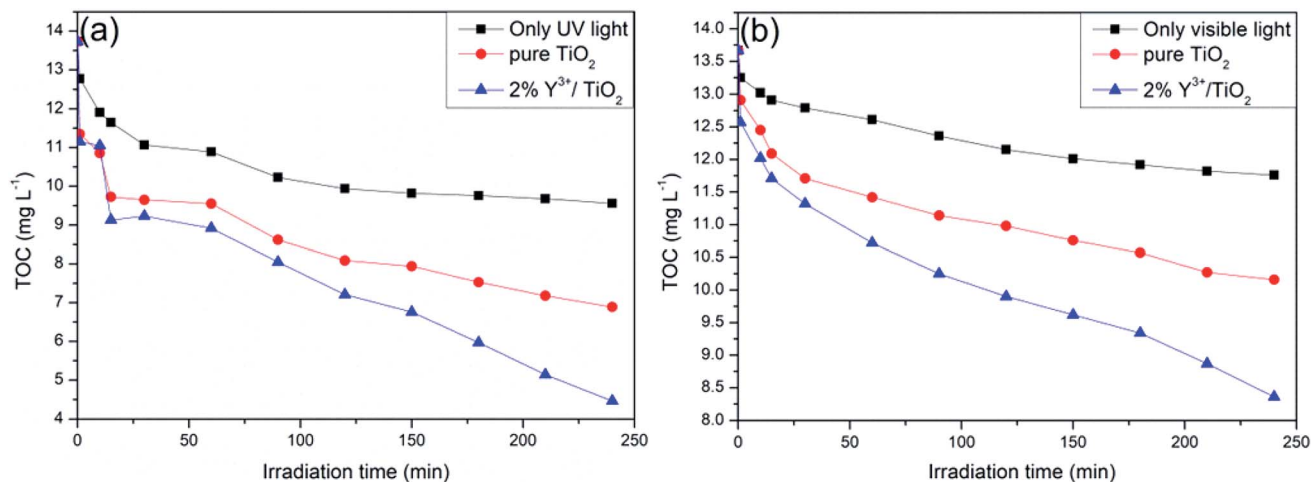 (a)
Only UV light
pure TiO₂
2% Y³⁺/ TiO₂
TOC (mg L⁻¹)
14
13
12
11
10
9
8
7
6
5
4
0 50 100 150 200 250
Irradiation time (min)
(b)
Only visible light
pure TiO₂
2% Y³⁺/TiO₂
TOC (mg L⁻¹)
14.0
13.5
13.0
12.5
12.0
11.5
11.0
10.5
10.0
9.5
9.0
8.5
8.0
0 50 100 150 200 250
Irradiation time (min)